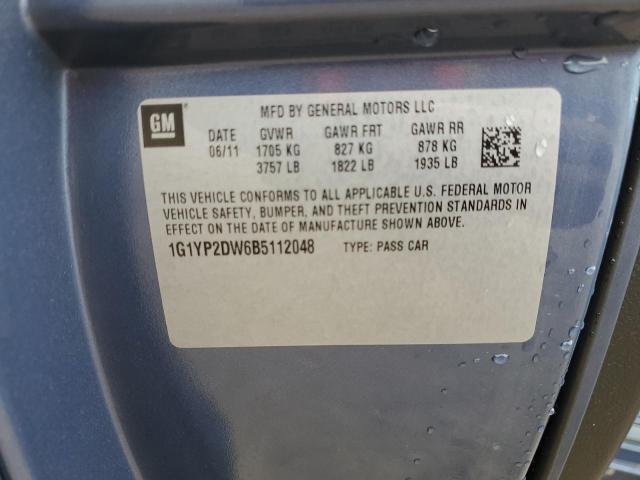 GM
MFD BY GENERAL MOTORS LLC
DATE GVWR GAWR FRT GAWR RR
06/11 1705 KG 827 KG 878 KG
3757 LB 1822 LB 1935 LB
THIS VEHICLE CONFORMS TO ALL APPLICABLE U.S. FEDERAL MOTOR
VEHICLE SAFETY, BUMPER, AND THEFT PREVENTION STANDARDS IN
EFFECT ON THE DATE OF MANUFACTURE SHOWN ABOVE.
1G1YP2DW6B5112048 TYPE: PASS CAR